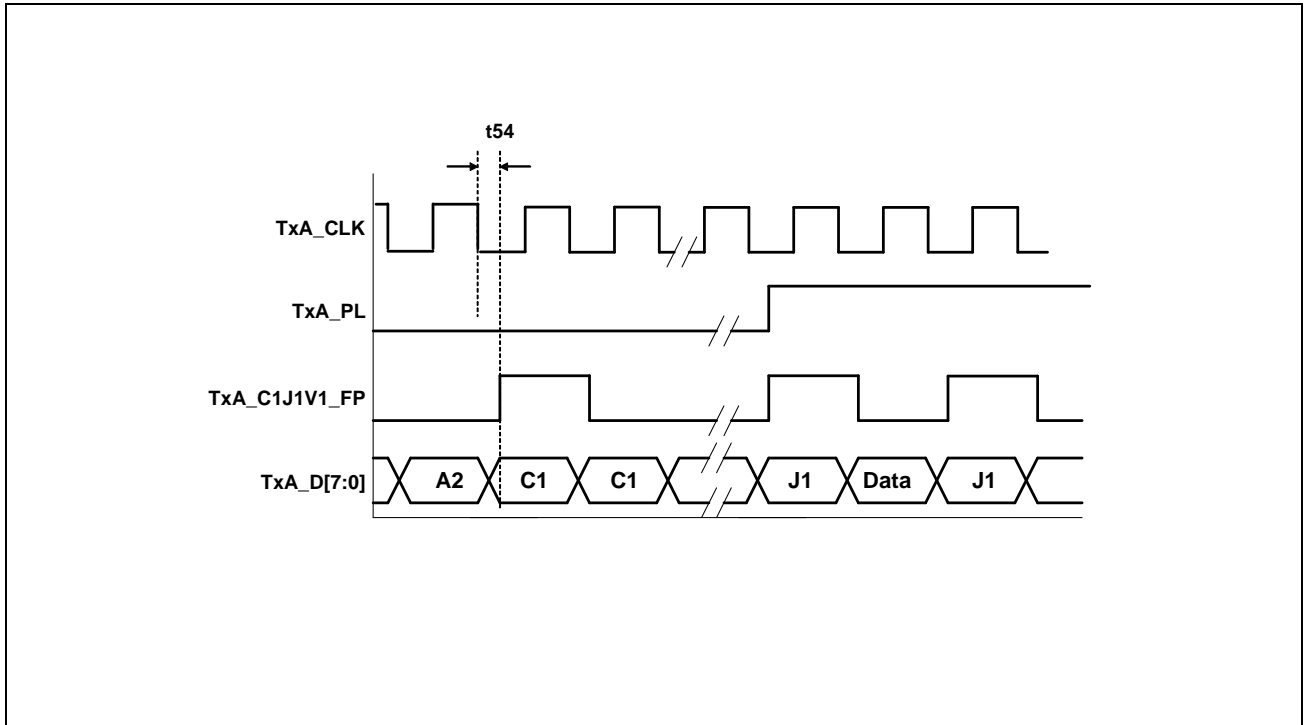 t54
TxA_CLK
TxA_PL
TxA_C1J1V1_FP
TxA_D[7:0] A2 C1 C1 J1 Data J1